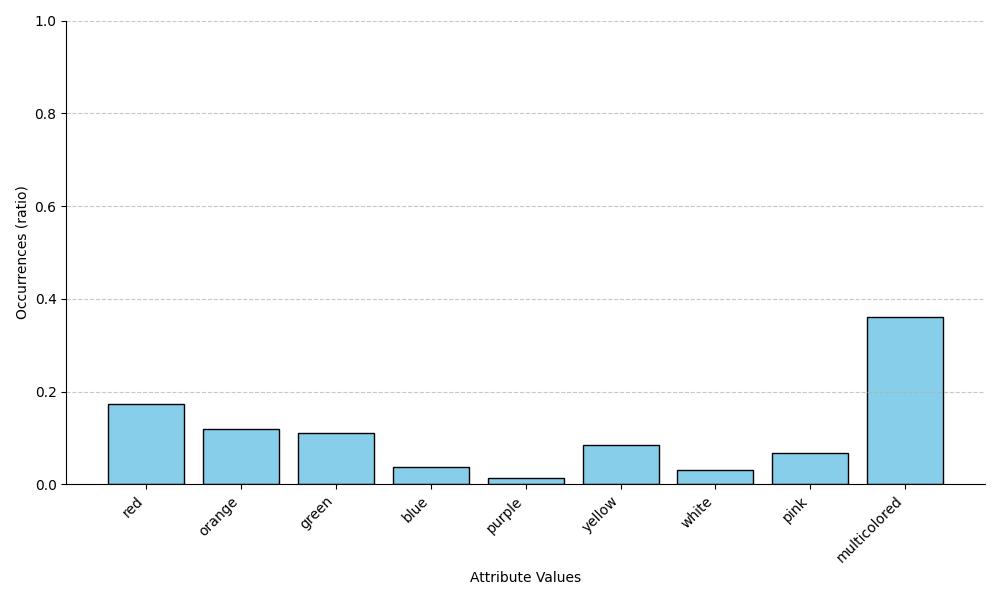 1.0
0.8
0.6
0.4
0.2
0.0
Occurrences (ratio)
red
orange
green
blue
purple
yellow
white
pink
multicolored
Attribute Values